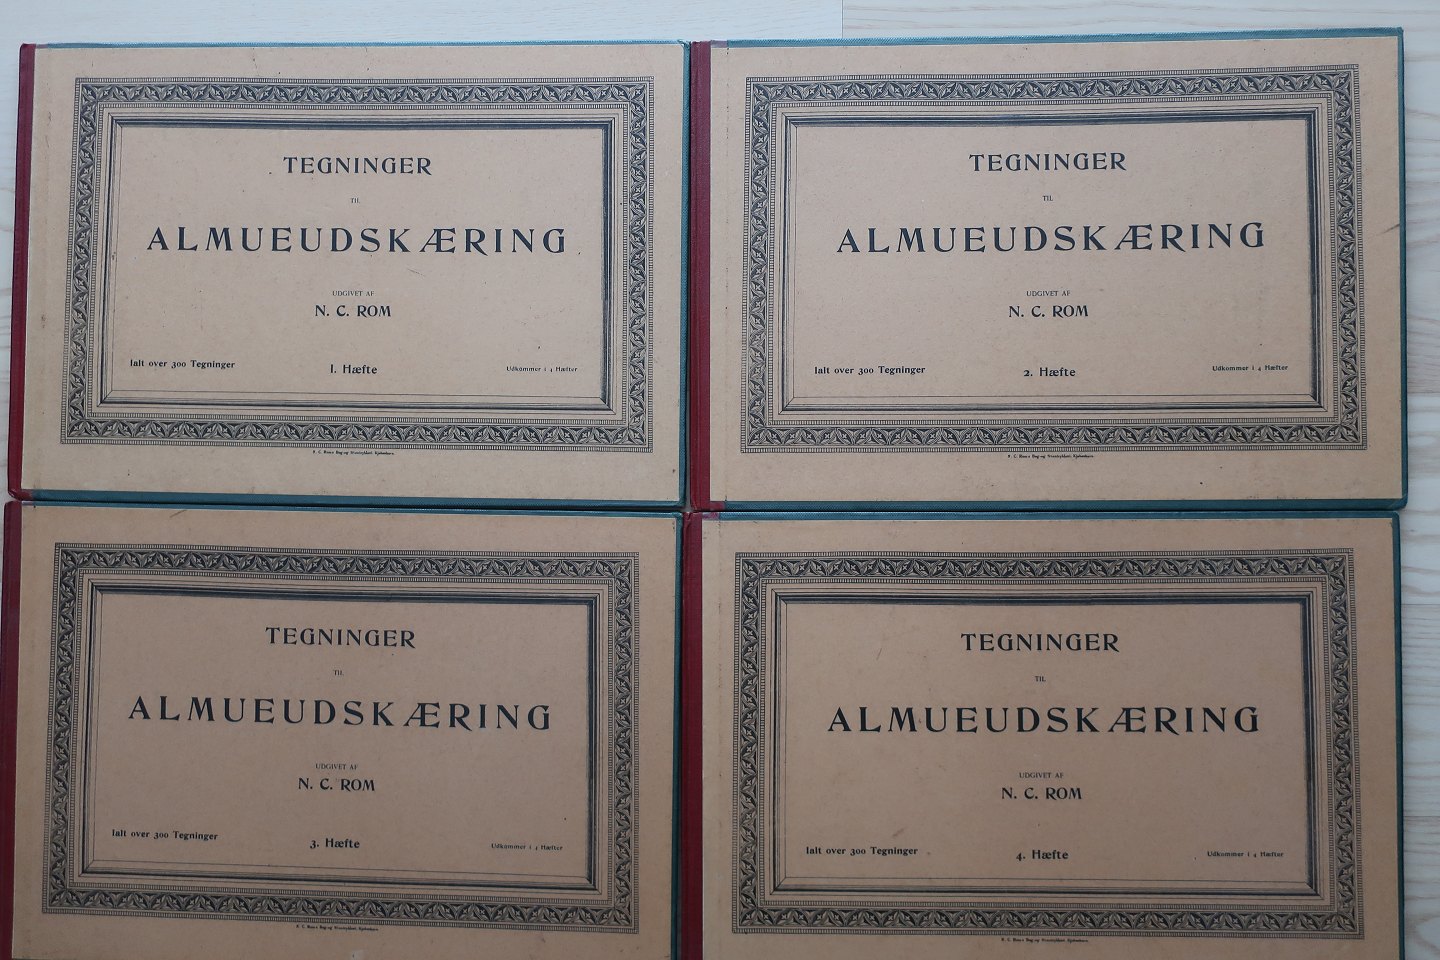 TEGNINGER
TIL
ALMUEUDSKÆRING
UDGIVET AF
N. C. ROM
Ialt over 300 Tegninger
1. Hæfte
Udkommer i 4 Hæfter
TEGNINGER
TIL
ALMUEUDSKÆRING
UDGIVET AF
N. C. ROM
Ialt over 300 Tegninger
2. Hæfte
Udkommer i 4 Hæfter
TEGNINGER
TIL
ALMUEUDSKÆRING
UDGIVET AF
N. C. ROM
Ialt over 300 Tegninger
3. Hæfte
Udkommer i 4 Hæfter
TEGNINGER
TIL
ALMUEUDSKÆRING
UDGIVET AF
N. C. ROM
Ialt over 300 Tegninger
4. Hæfte
Udkommer i 4 Hæfter